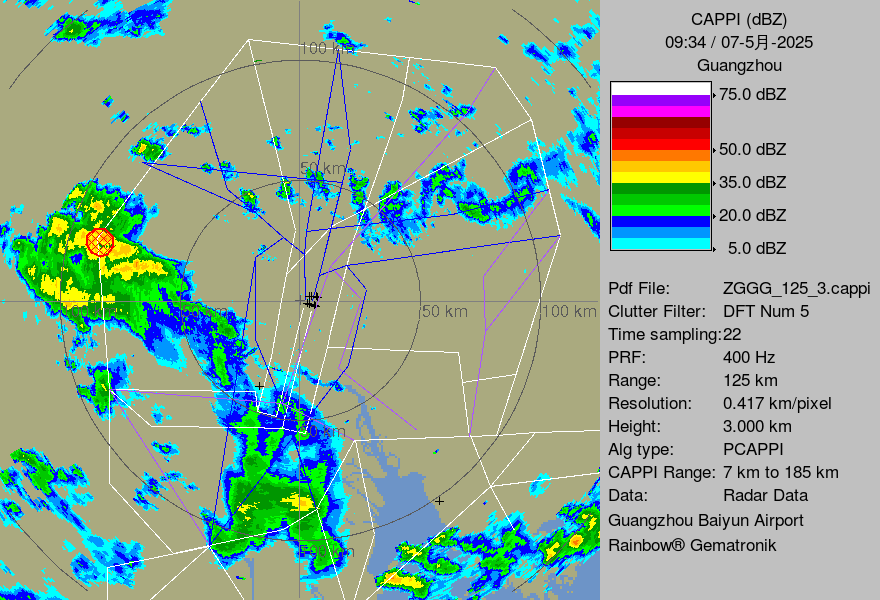 CAPPI (dBZ)
09:34 / 07-5月-2025
Guangzhou
75.0 dBZ
50.0 dBZ
35.0 dBZ
20.0 dBZ
5.0 dBZ
Pdf File: ZGGG_125_3.cappi
Clutter Filter: DFT Num 5
Time sampling:22
PRF: 400 Hz
Range: 125 km
Resolution: 0.417 km/pixel
Height: 3.000 km
Alg type: PCAPPI
CAPPI Range: 7 km to 185 km
Data: Radar Data
Guangzhou Baiyun Airport
Rainbow® Gematronik
100 km
50 km
50 km
100 km